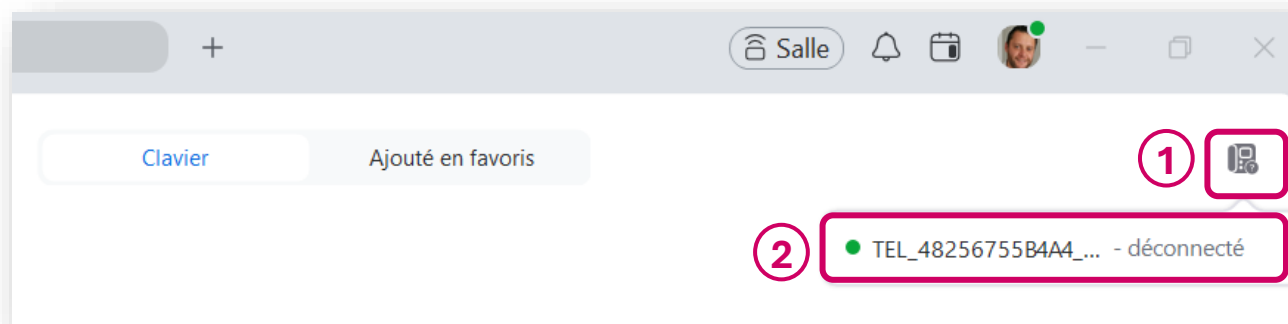 + Salle
Clavier Ajouté en favoris 1
2 TEL_48256755B4A4_... - déconnecté